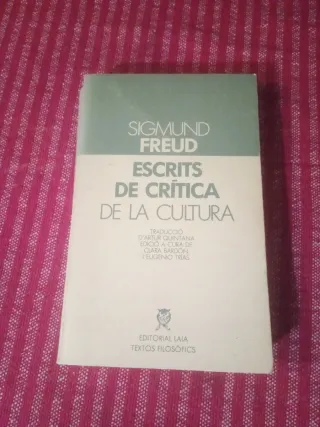 SIGMUND
FREUD
ESCRITS
DE CRÍTICA
DE LA CULTURA
TRADUCCIÓ
D'ARTUR QUINTANA
EDICIÓ A CURA DE
CLARA BARDÓN
I EUGENIO TRÍAS
EDITORIAL LAIA
TEXTOS FILOSÒFICS